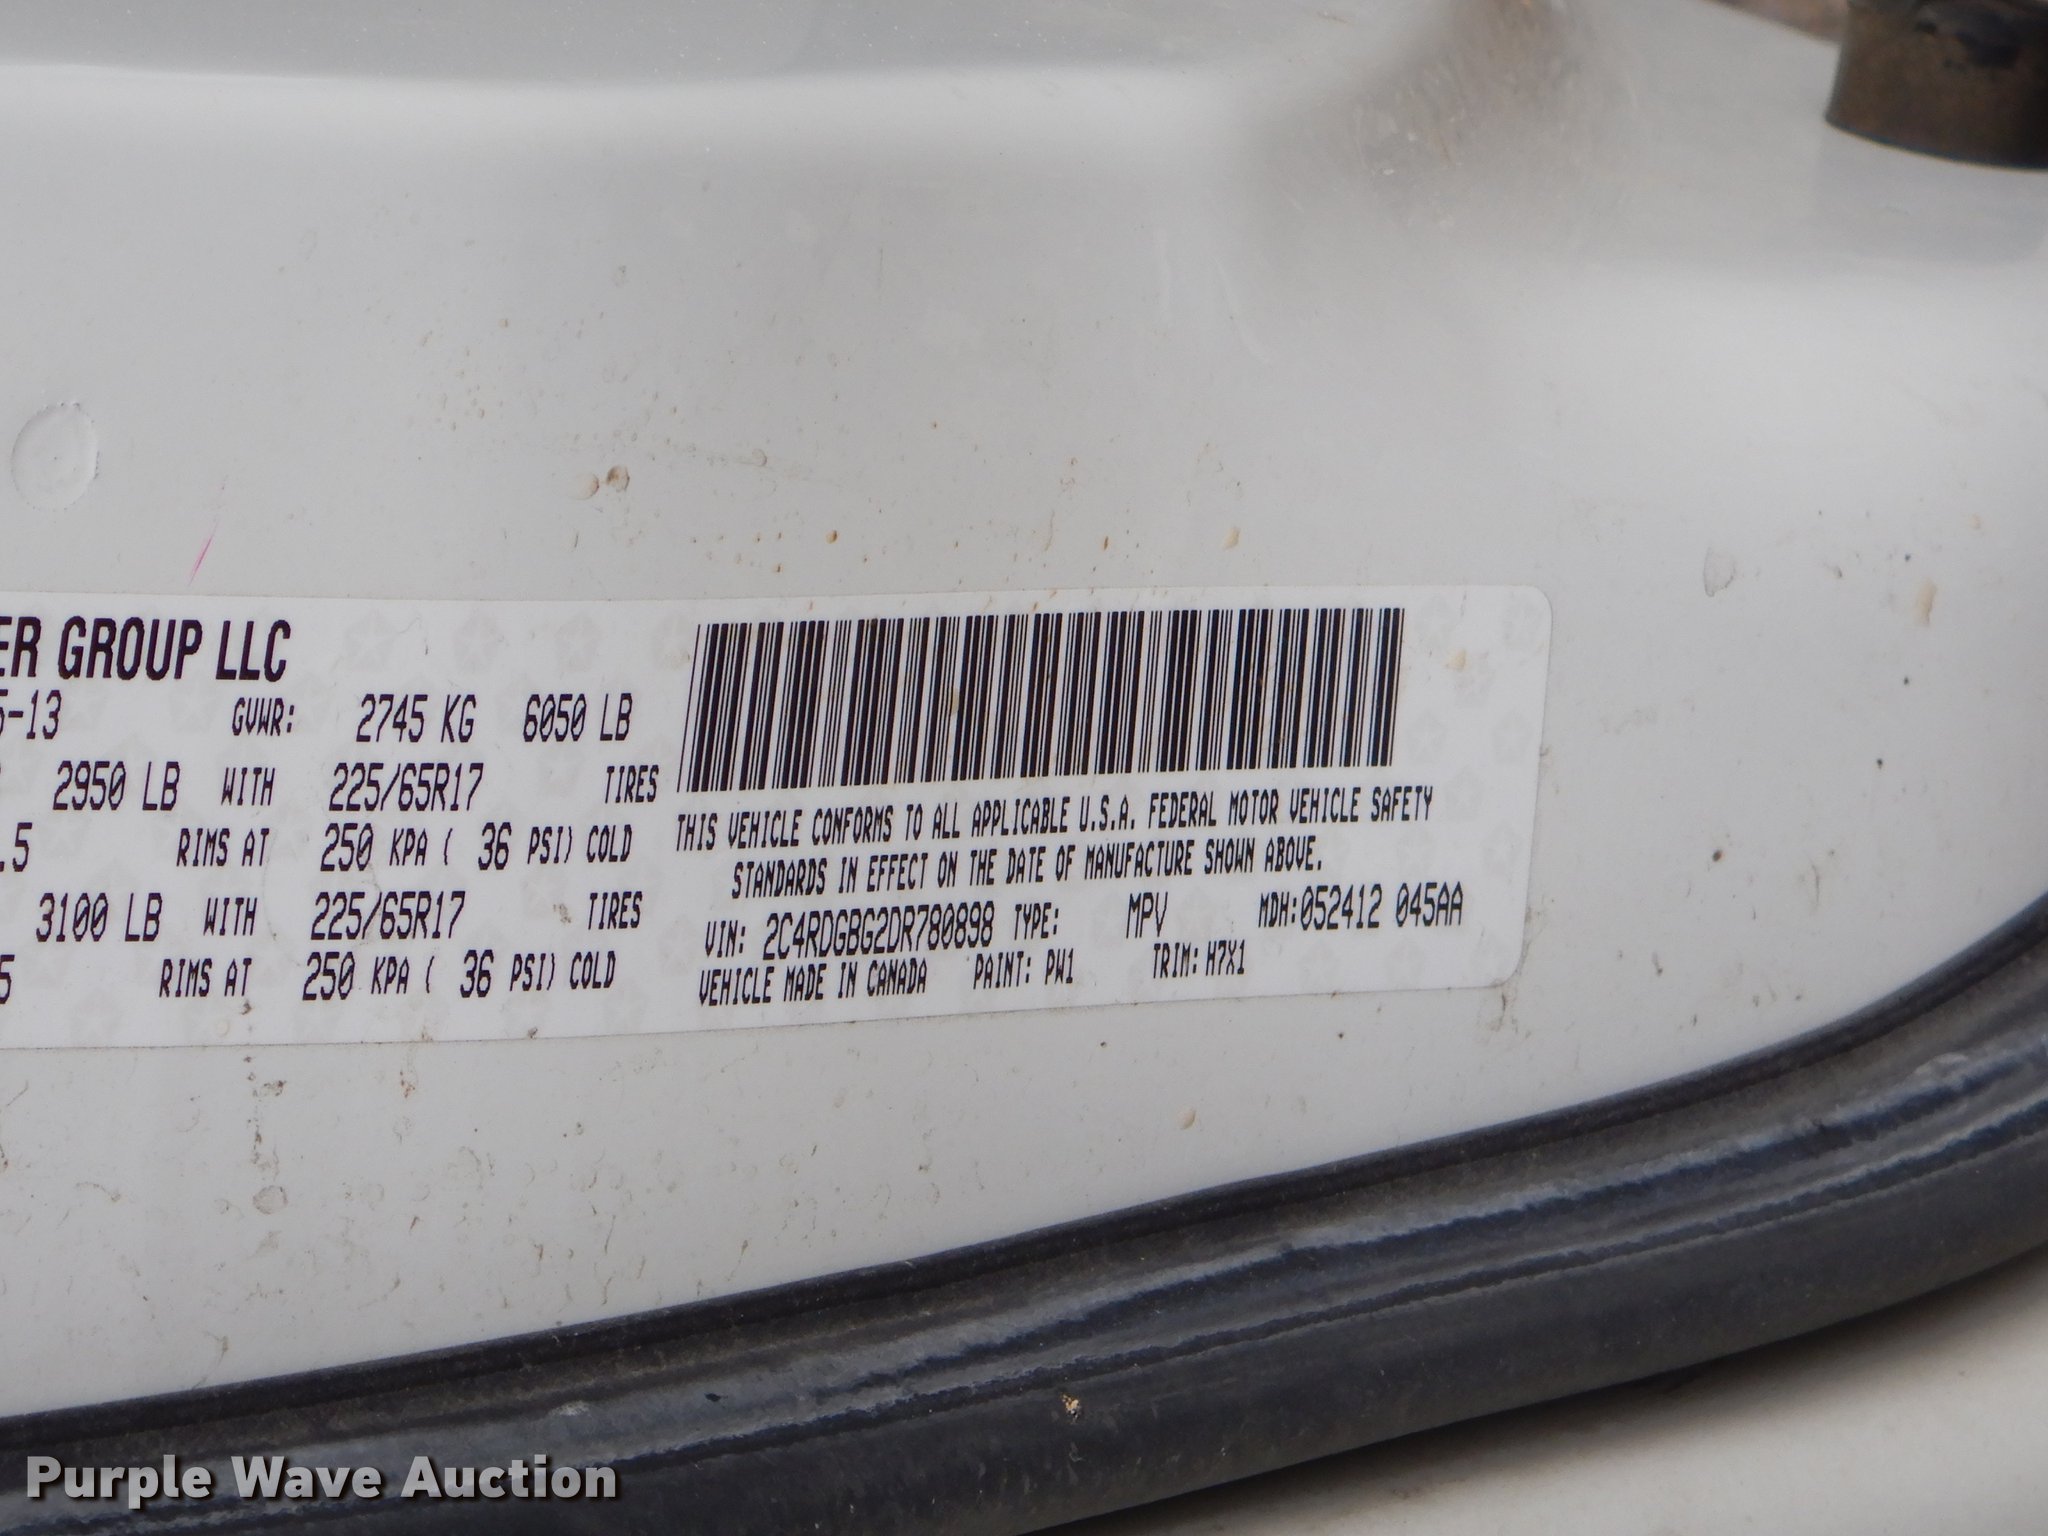 ER GROUP LLC
5-13 GVWR: 2745 KG 6050 LB
2950 LB WITH 225/65R17 TIRES
.5 RIMS AT 250 KPA ( 36 PSI) COLD
3100 LB WITH 225/65R17 TIRES
5 RIMS AT 250 KPA ( 36 PSI) COLD
THIS VEHICLE CONFORMS TO ALL APPLICABLE U.S.A. FEDERAL MOTOR VEHICLE SAFETY
STANDARDS IN EFFECT ON THE DATE OF MANUFACTURE SHOWN ABOVE.
VIN: 2C4RDGBG2DR780898 TYPE: MPV MDH:052412 045AA
VEHICLE MADE IN CANADA PAINT: PW1 TRIM: H7X1
Purple Wave Auction